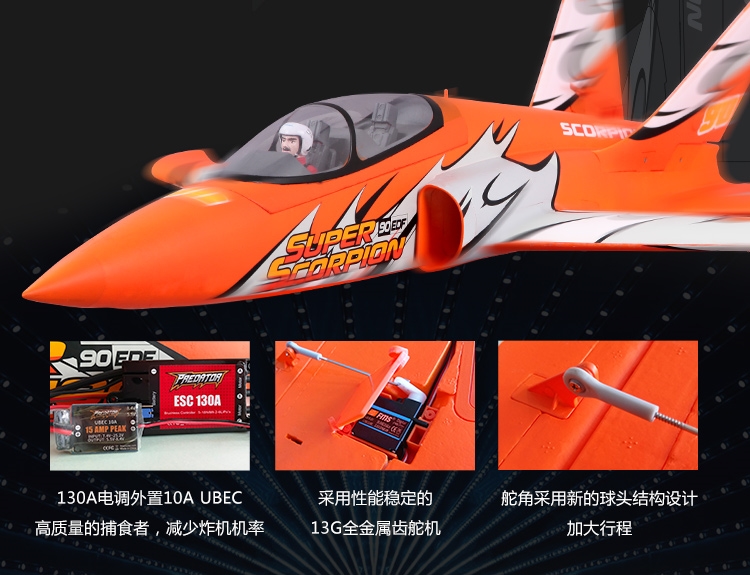 SCORPIO
90
SUPER 90 EDF
SCORPION
90 EDF
PREDATOR
ESC 130A
UBEC 10A
15 AMP PEAK
FMS
130A电调外置10A UBEC
高质量的捕食者，减少炸机机率
采用性能稳定的
13G全金属齿舵机
舵角采用新的球头结构设计
加大行程